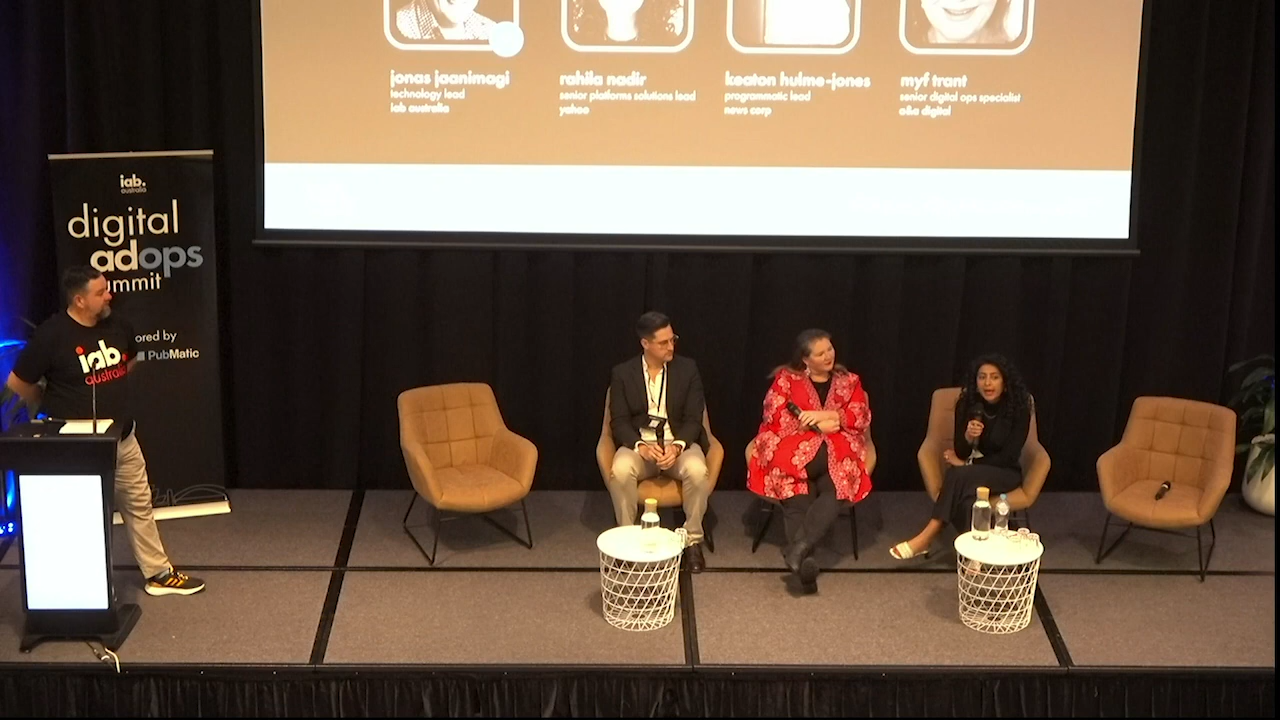 jonas jaanimagi
technology lead
iab australia
rahila nadir
senior platforms solutions lead
yahoo
keaton hulme-jones
programmatic lead
news corp
myf trant
senior digital ops specialist
o&a digital
iab.
australia
digital
adops
ummit
ored by
PubMatic
iab.
australia